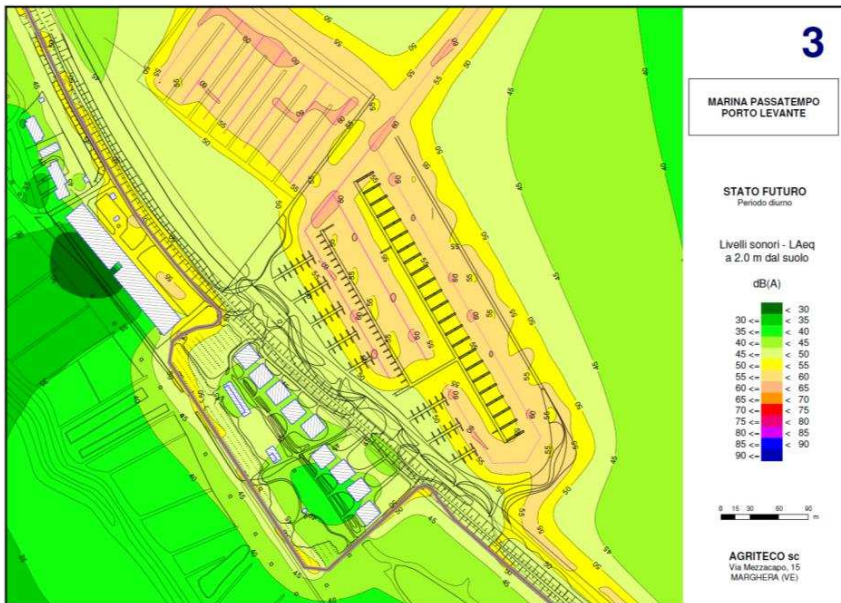 3
MARINA PASSATEMPO
PORTO LEVANTE
STATO FUTURO
Periodo diurno
Livelli sonori - LAeq
a 2.0 m dal suolo
dB(A)
< 30
30 <= < 35
35 <= < 40
40 <= < 45
45 <= < 50
50 <= < 55
55 <= < 60
60 <= < 65
65 <= < 70
70 <= < 75
75 <= < 80
80 <= < 85
85 <= < 90
90 <=
0 15 30 60 90
m
AGRITECO sc
Via Mezzacapo, 15
MARGHERA (VE)